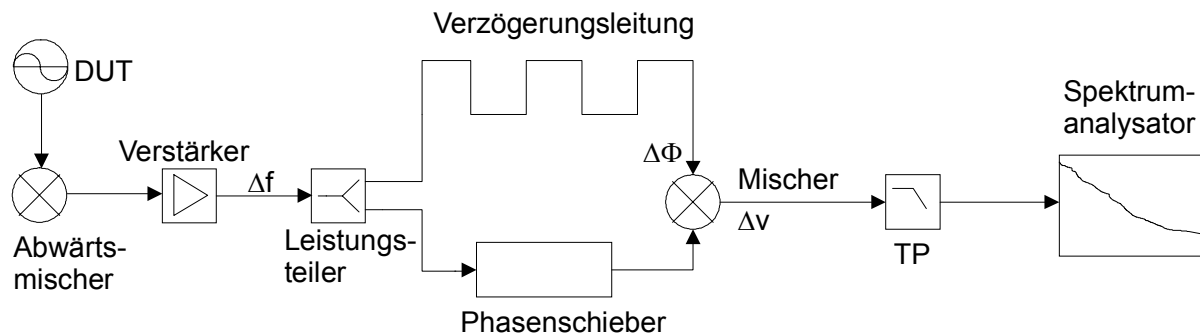 Verzögerungsleitung
DUT
Spektrum-
analysator
Verstärker
Δf
ΔΦ
Mischer
Δv
Abwärts-
mischer
Leistungs-
teiler
TP
Phasenschieber